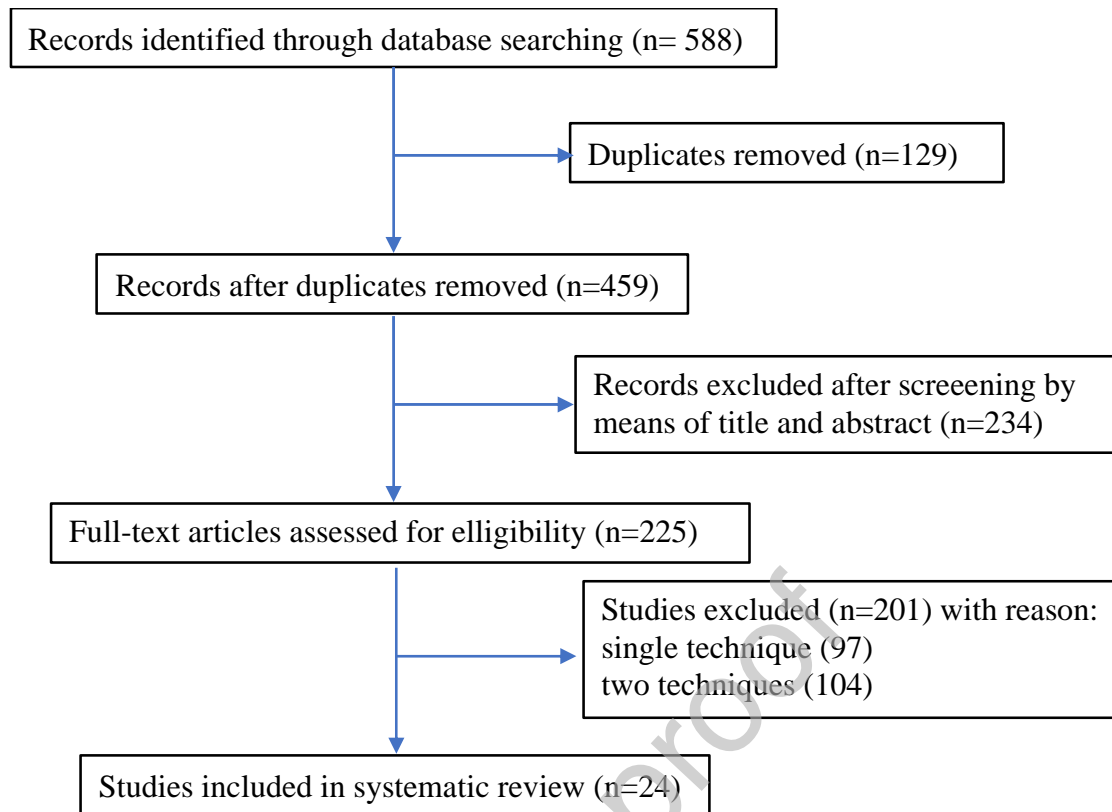 Records identified through database searching (n= 588)
Duplicates removed (n=129)
Records after duplicates removed (n=459)
Records excluded after screeening by
means of title and abstract (n=234)
Full-text articles assessed for elligibility (n=225)
Studies excluded (n=201) with reason:
single technique (97)
two techniques (104)
Studies included in systematic review (n=24)
proof